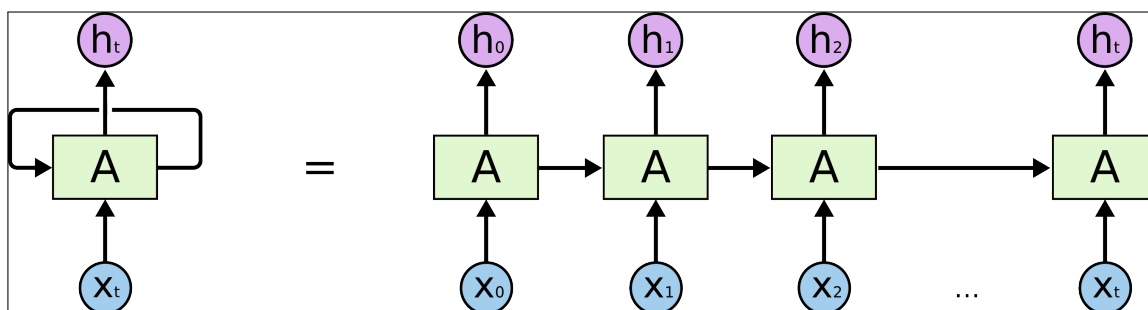 hₜ h₀ h₁ h₂ hₜ
A = A A A A
xₜ x₀ x₁ x₂ ... xₜ